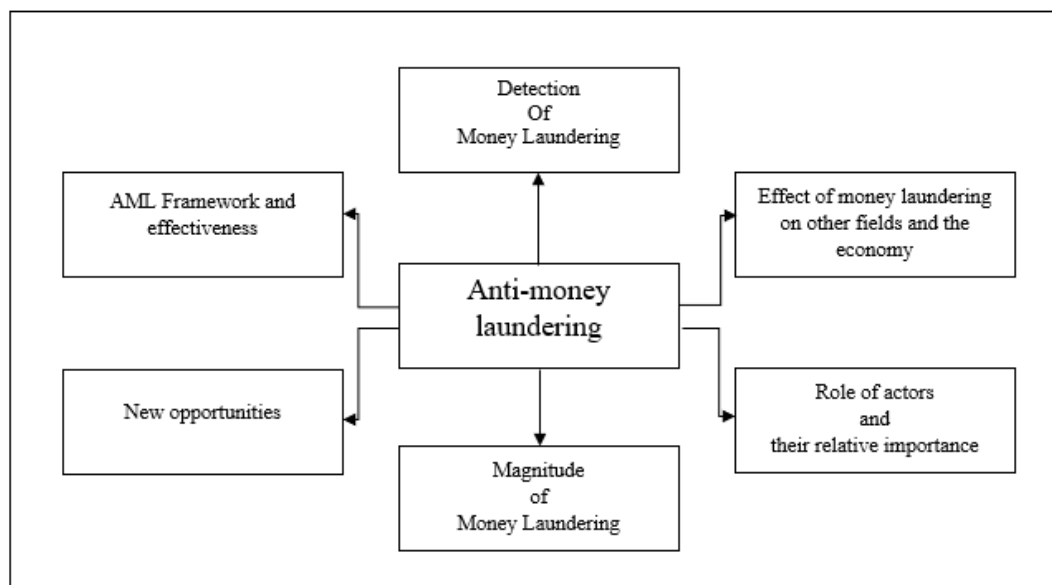 Detection
Of
Money Laundering
AML Framework and
effectiveness
Effect of money laundering
on other fields and the
economy
Anti-money
laundering
New opportunities
Role of actors
and
their relative importance
Magnitude
of
Money Laundering